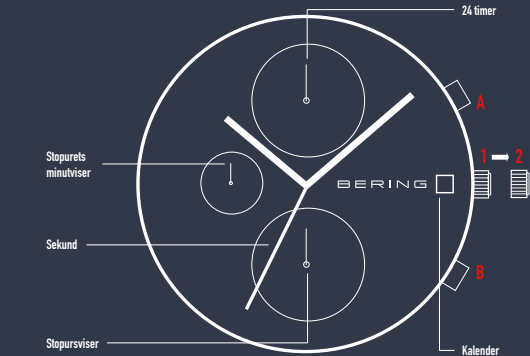 24 timer
A
Stopurets
minutviser
1 2
BERING
Sekund
B
Stopursviser
Kalender